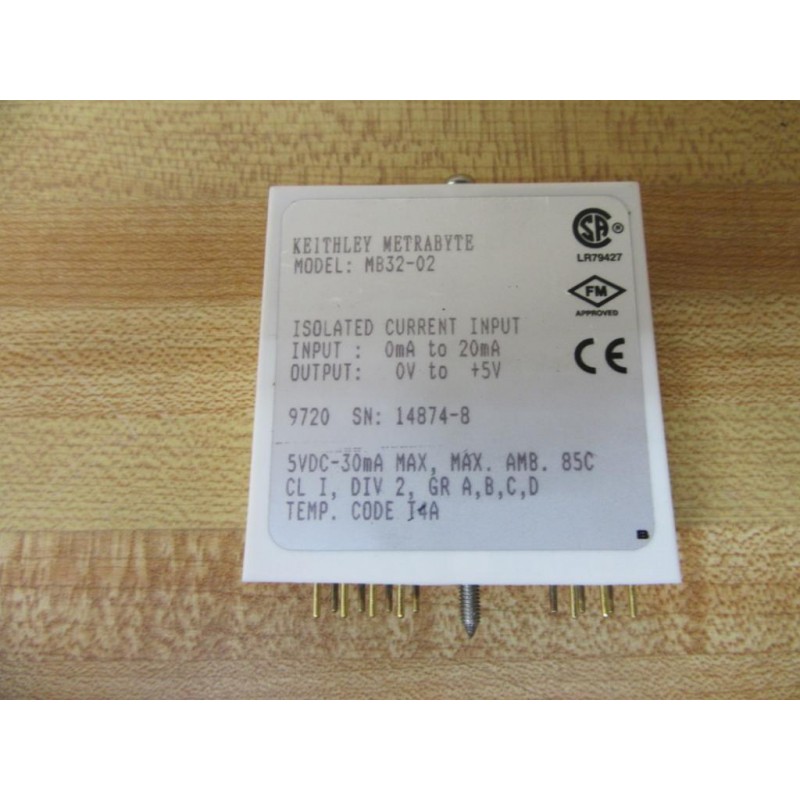 KEITHLEY METRABYTE
MODEL: MB32-02
SA ®
LR79427
FM
APPROVED
CE
ISOLATED CURRENT INPUT
INPUT : 0mA to 20mA
OUTPUT: 0V to +5V
9720 SN: 14874-8
5VDC-30mA MAX, MAX. AMB. 85C
CL I, DIV 2, GR A,B,C,D
TEMP. CODE T4A
B